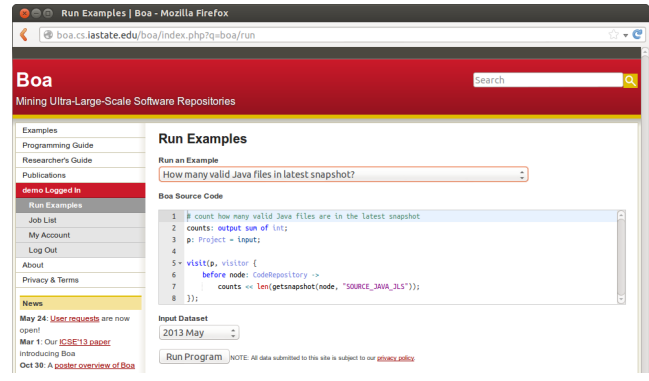 Run Examples | Boa - Mozilla Firefox
boa.cs.iastate.edu/boa/index.php?q=boa/run
Boa
Search
Mining Ultra-Large-Scale Software Repositories
Examples
Programming Guide
Researcher's Guide
Publications
demo Logged In
Run Examples
Job List
My Account
Log Out
About
Privacy & Terms
News
May 24: User requests are now
open!
Mar 1: Our ICSE'13 paper
introducing Boa
Oct 30: A poster overview of Boa
Run Examples
Run an Example
How many valid Java files in latest snapshot?
Boa Source Code
1 # count how many valid Java files are in the latest snapshot
2 counts: output sum of int;
3 p: Project = input;
4
5 visit(p, visitor {
6 before node: CodeRepository ->
7 counts << len(getsnapshot(node, "SOURCE_JAVA_JLS"));
8 });
Input Dataset
2013 May
Run Program NOTE: All data submitted to this site is subject to our privacy policy.